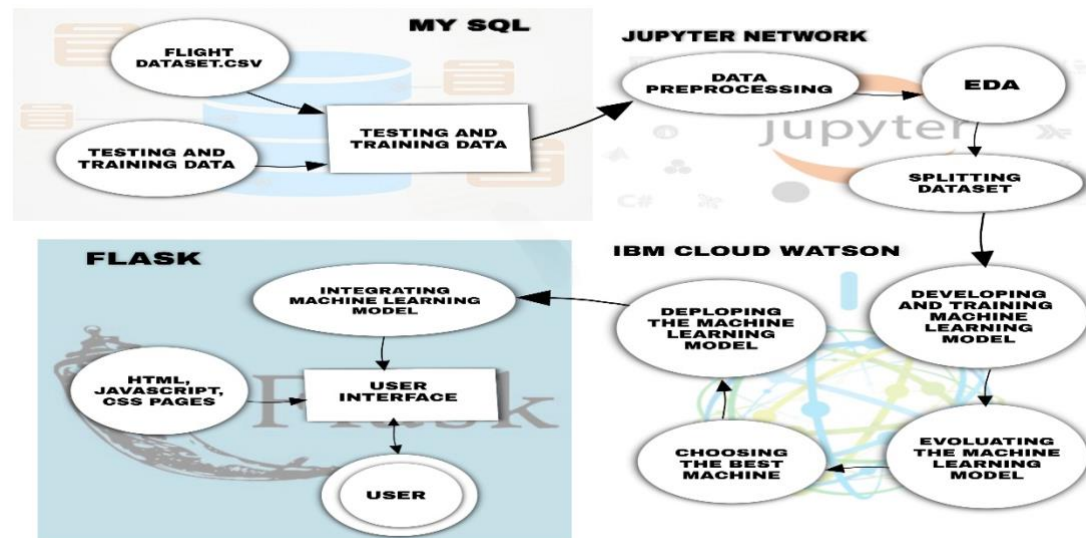 MY SQL
FLIGHT
DATASET.CSV
TESTING AND
TRAINING DATA
TESTING AND
TRAINING DATA
JUPYTER NETWORK
DATA
PREPROCESSING
EDA
jupyter
C#
SPLITTING
DATASET
IBM CLOUD WATSON
DEVELOPING
AND TRAINING
MACHINE
LEARNING
MODEL
EVOLUATING
THE MACHINE
LEARNING
MODEL
CHOOSING
THE BEST
MACHINE
DEPLOPING
THE MACHINE
LEARNING
MODEL
FLASK
INTEGRATING
MACHINE LEARNING
MODEL
HTML,
JAVASCRIPT,
CSS PAGES
Flask
USER
INTERFACE
USER